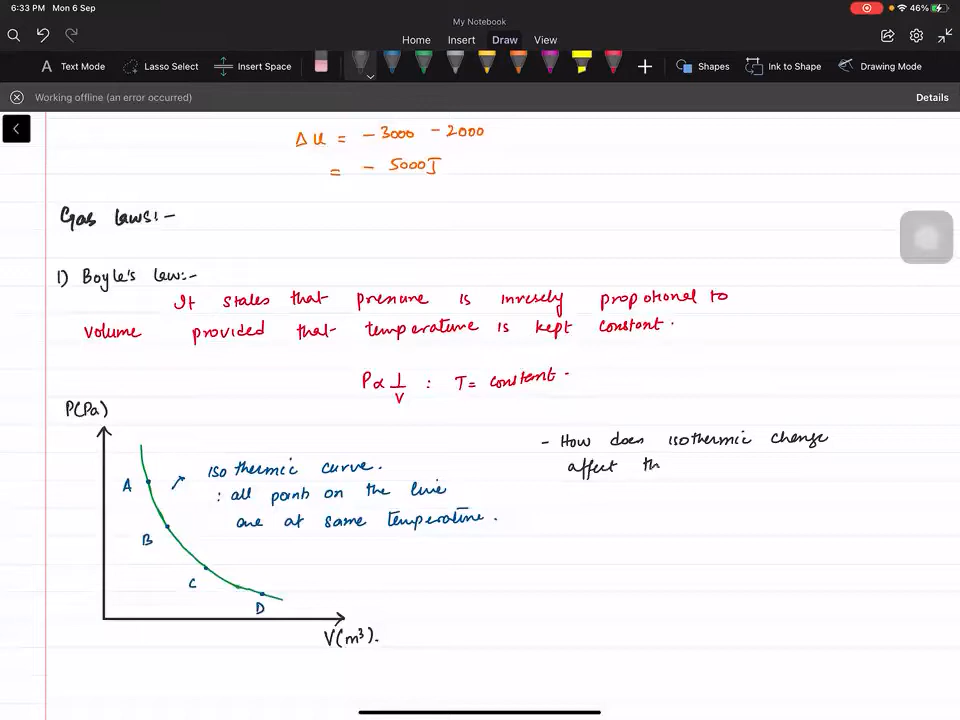 6:33 PM Mon 6 Sep
46%
My Notebook
Home Insert Draw View
Text Mode Lasso Select Insert Space Shapes Ink to Shape Drawing Mode
Working offline (an error occurred) Details
Δu = - 3000 - 2000
= - 5000J
Gas laws:-
1) Boyle's law:-
It states that pressure is inversely proportional to
volume provided that temperature is kept constant.
P∝ 1/V : T= constant.
P(Pa)
- How does isothermic change
affect th
isothermic curve.
: all points on the line
are at same temperature.
A
B
C
D
V(m³).